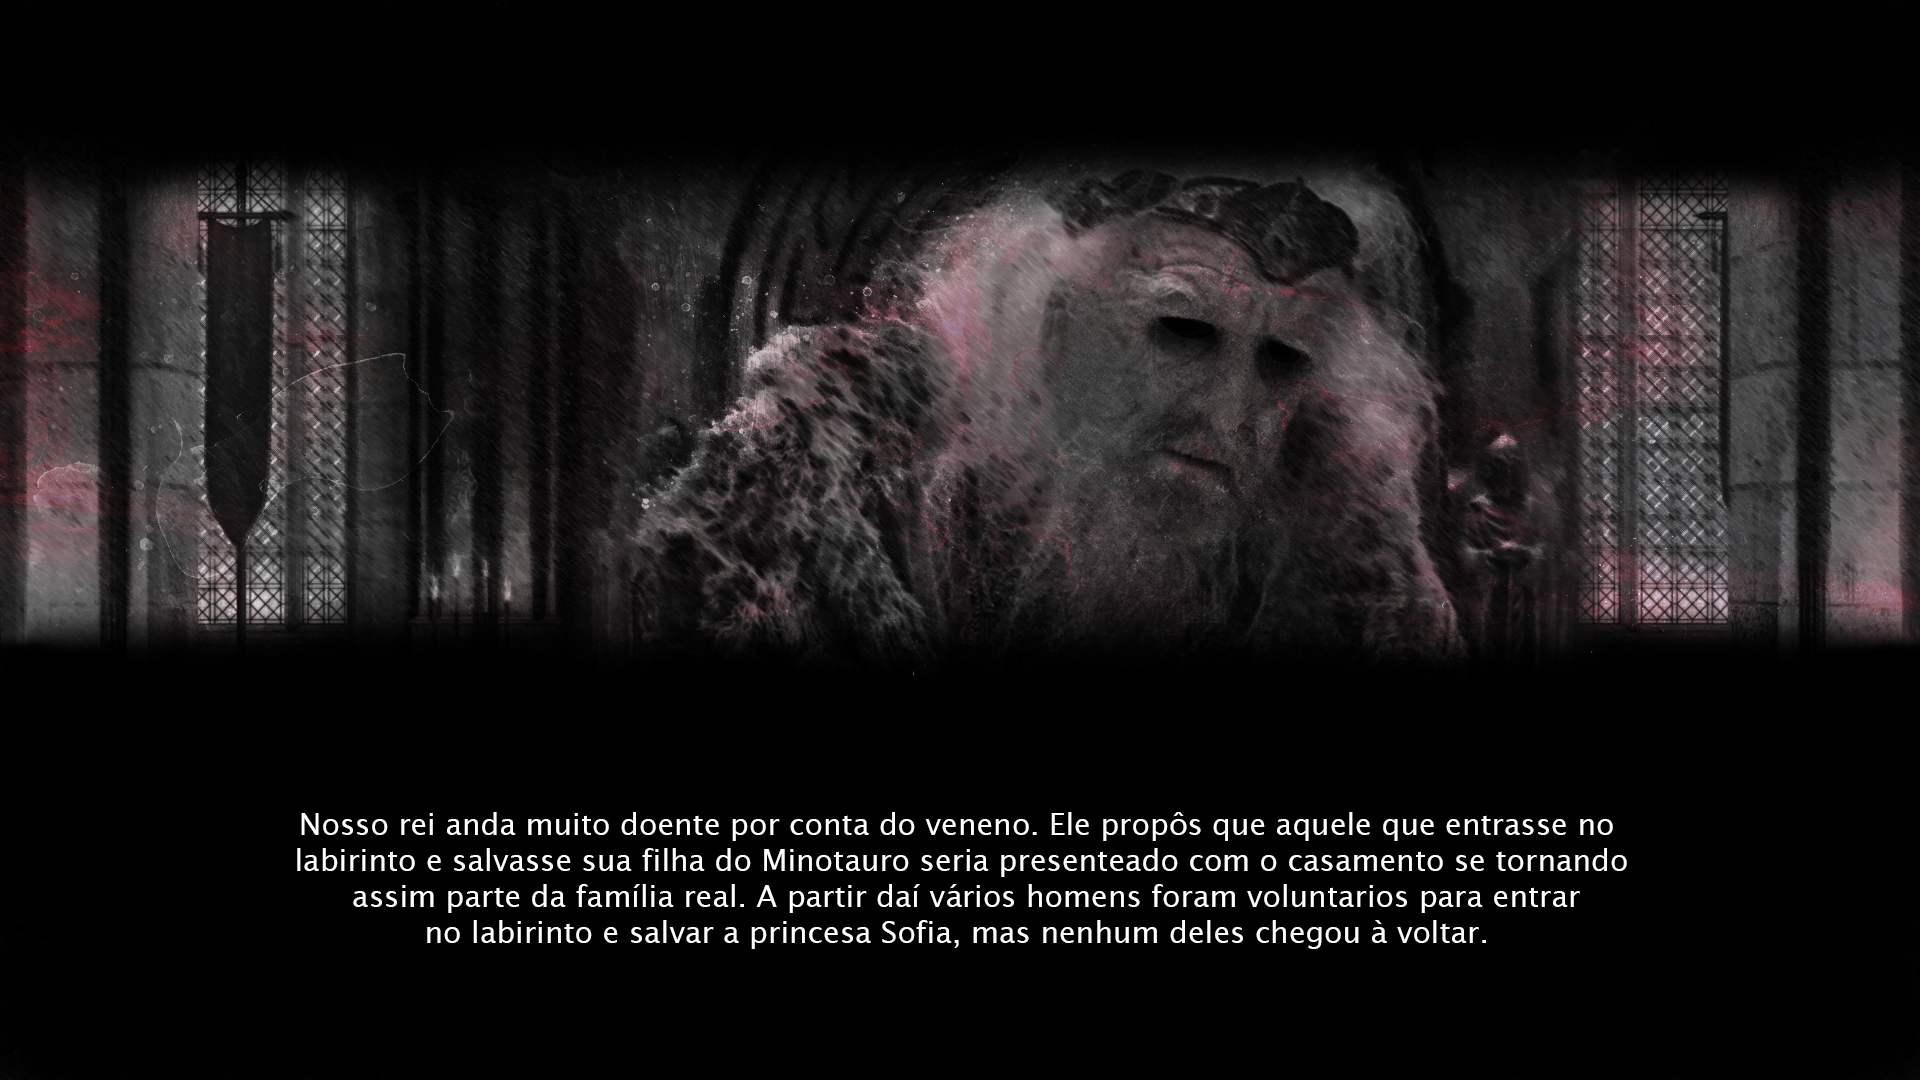 Nosso rei anda muito doente por conta do veneno. Ele propôs que aquele que entrasse no
labirinto e salvasse sua filha do Minotauro seria presenteado com o casamento se tornando
assim parte da família real. A partir daí vários homens foram voluntarios para entrar
no labirinto e salvar a princesa Sofia, mas nenhum deles chegou à voltar.